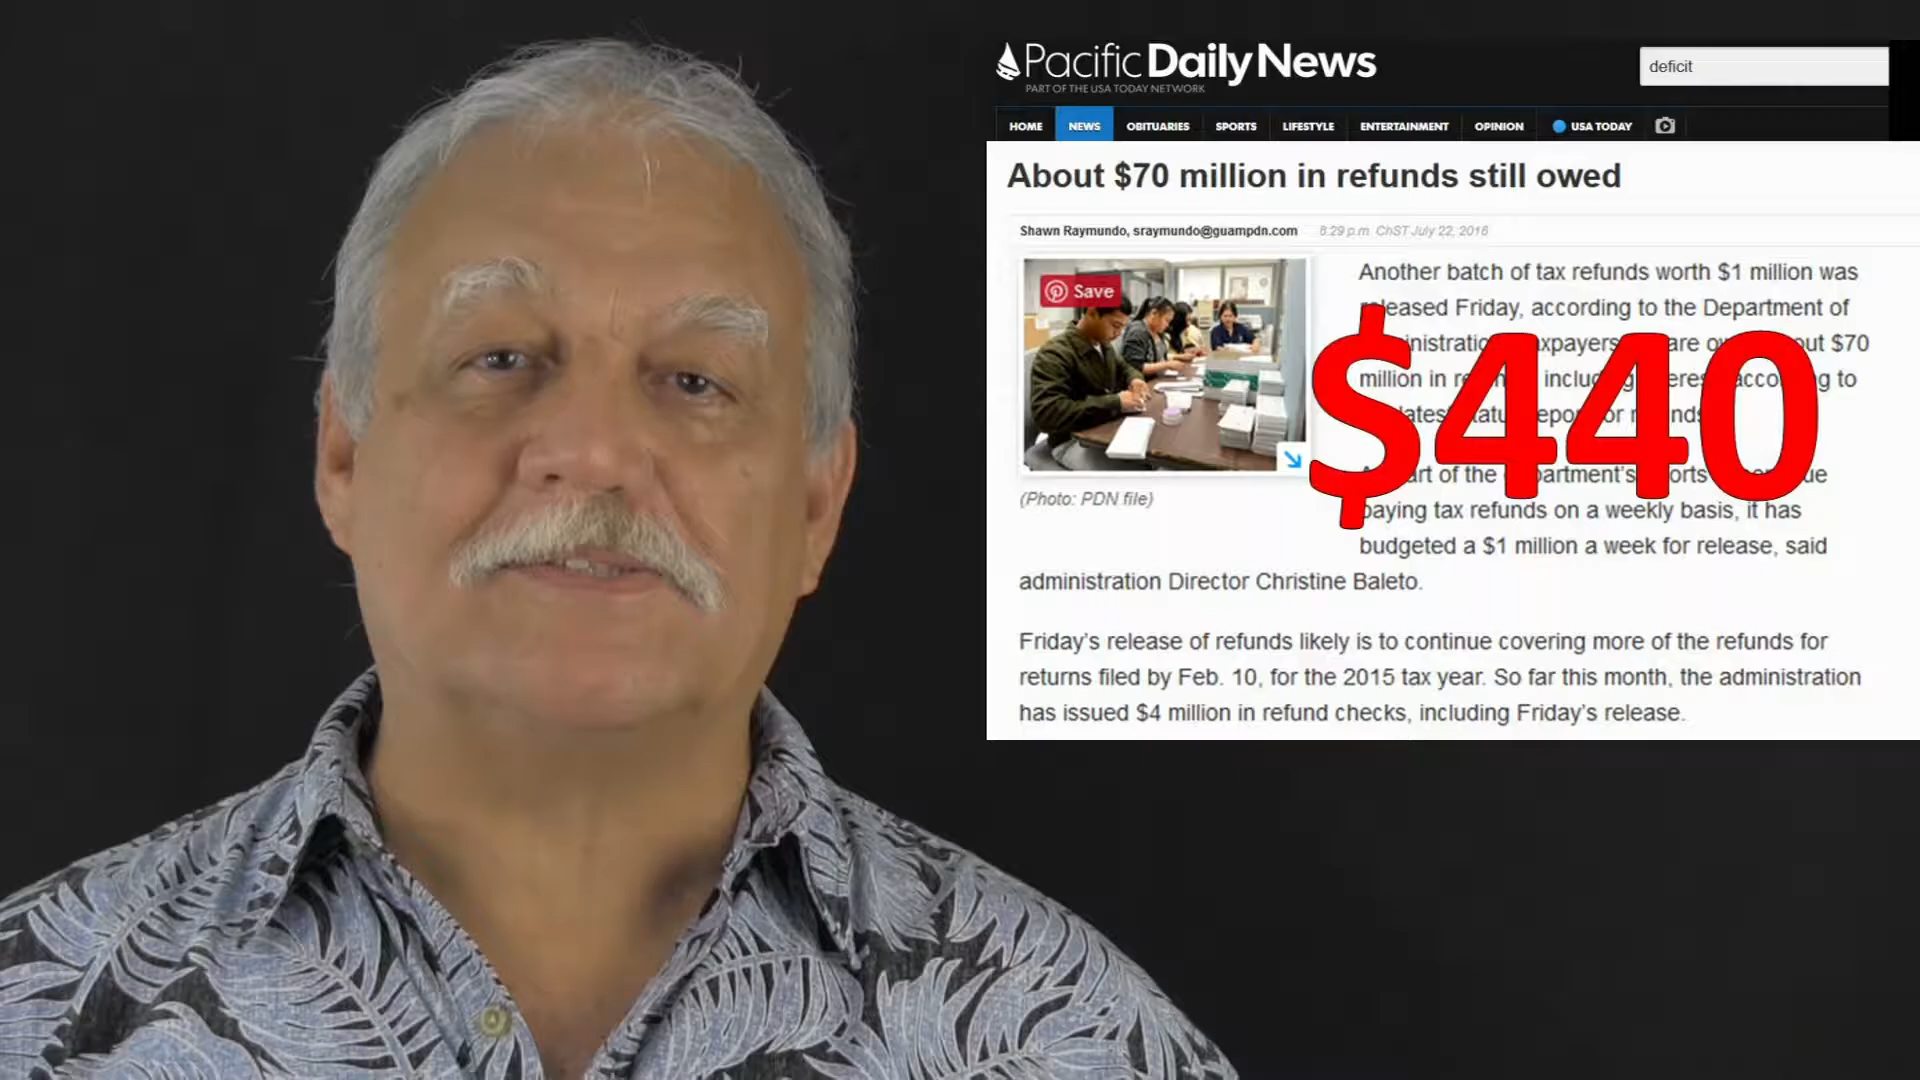 Pacific Daily News
PART OF THE USA TODAY NETWORK
deficit
HOME NEWS OBITUARIES SPORTS LIFESTYLE ENTERTAINMENT OPINION USA TODAY
About $70 million in refunds still owed
Shawn Raymundo, sraymundo@guampdn.com 8:29 p.m. ChST July 22, 2016
Save
(Photo: PDN file)
Another batch of tax refunds worth $1 million was
released Friday, according to the Department of
$70
million in
to
$440
of the
paying tax refunds on a weekly basis, it has
budgeted a $1 million a week for release, said
administration Director Christine Baleto.
Friday's release of refunds likely is to continue covering more of the refunds for
returns filed by Feb. 10, for the 2015 tax year. So far this month, the administration
has issued $4 million in refund checks, including Friday's release.